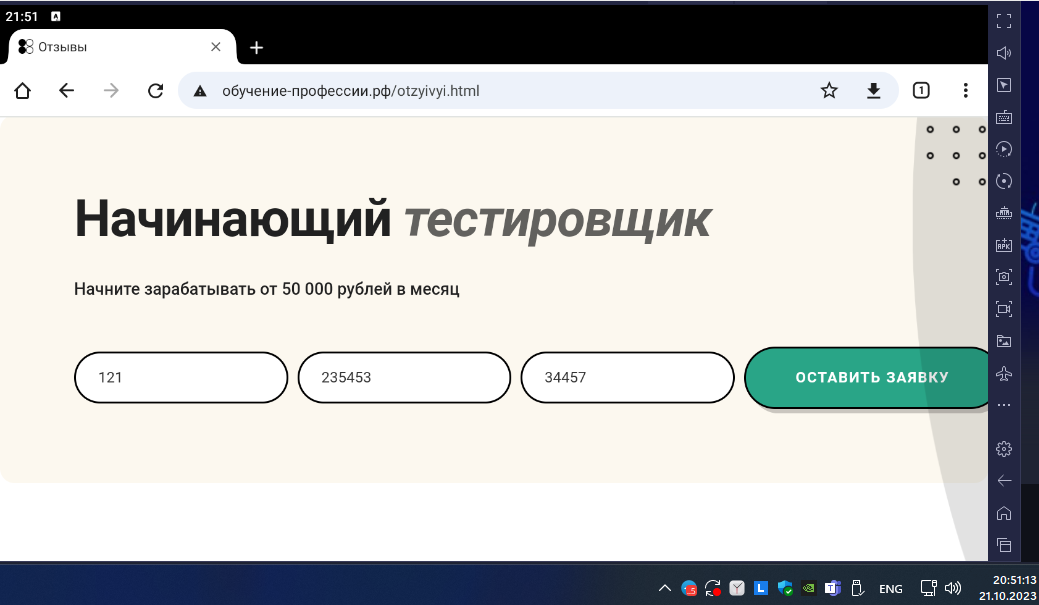 21:51
Отзывы
обучение-профессии.рф/otzyivyi.html
1
Начинающий тестировщик
Начните зарабатывать от 50 000 рублей в месяц
121 235453 34457 ОСТАВИТЬ ЗАЯВКУ
ENG
20:51:13
21.10.2023